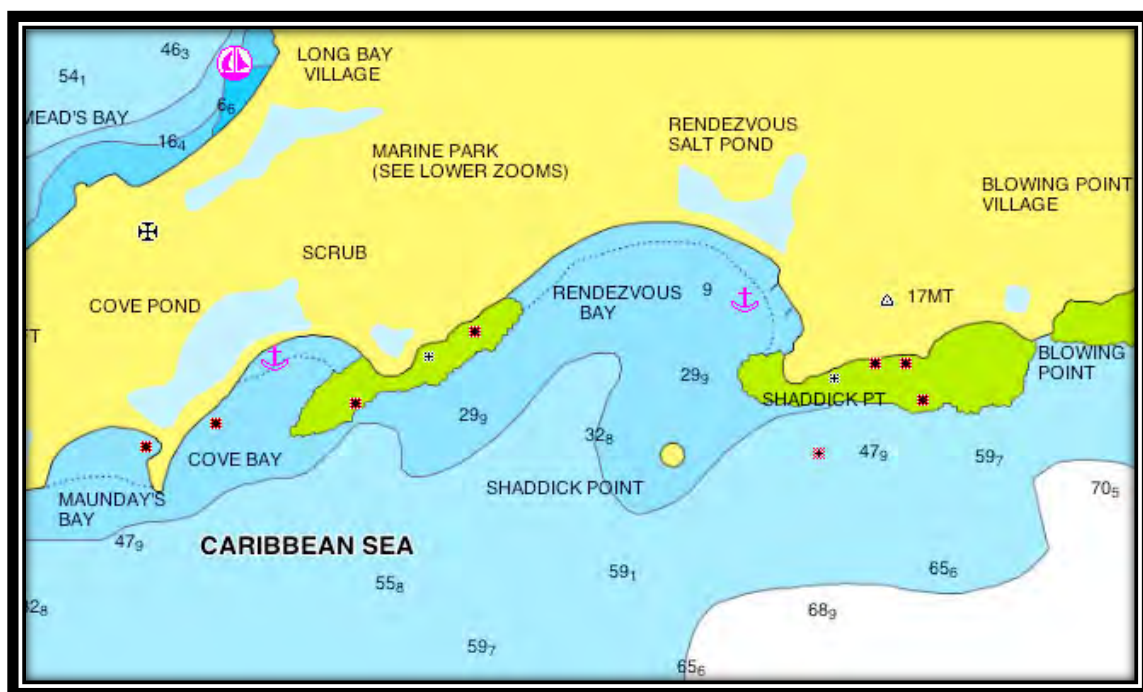 46₃
LONG BAY
VILLAGE
54₁
6₆
MEAD'S BAY
16₄
RENDEZVOUS
SALT POND
MARINE PARK
(SEE LOWER ZOOMS)
BLOWING POINT
VILLAGE
SCRUB
COVE POND
RENDEZVOUS
BAY
9
17MT
T
BLOWING
POINT
29₉
SHADDICK PT
29₉
32₈
47₉
59₇
COVE BAY
SHADDICK POINT
70₅
MAUNDAY'S
BAY
47₉
CARIBBEAN SEA
55₈
59₁
65₆
32₈
68₉
59₇
65₆